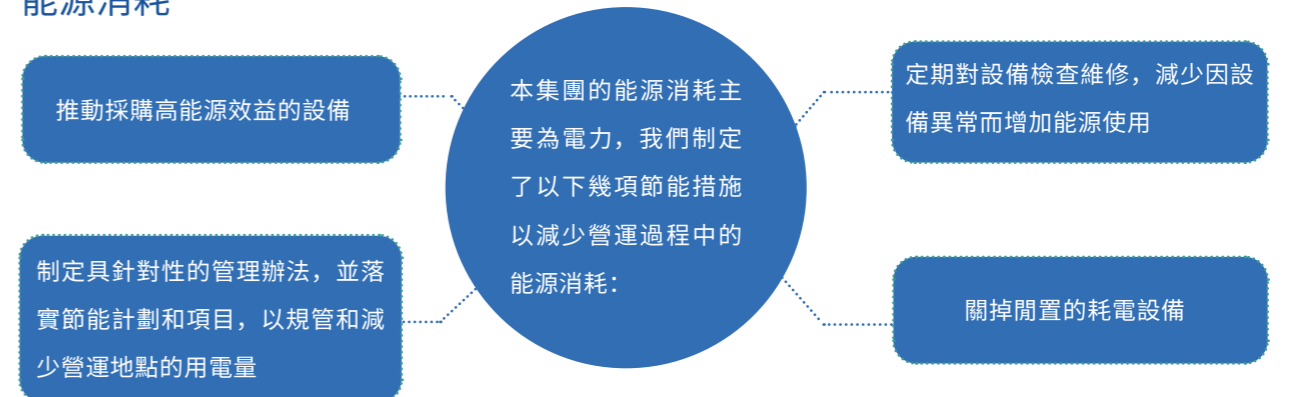 能源消耗
推動採購高能源效益的設備
制定具針對性的管理辦法，並落
實節能計劃和項目，以規管和減
少營運地點的用電量
本集團的能源消耗主
要為電力，我們制定
了以下幾項節能措施
以減少營運過程中的
能源消耗：
定期對設備檢查維修，減少因設
備異常而增加能源使用
關掉閒置的耗電設備